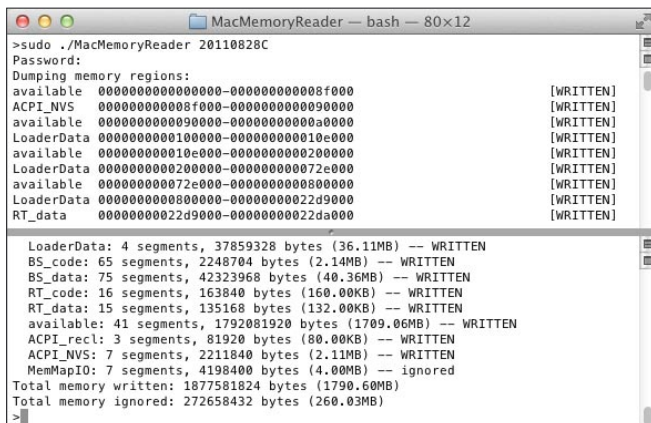 MacMemoryReader — bash — 80×12
>sudo ./MacMemoryReader 20110828C
Password:
Dumping memory regions:
available 0000000000000000-000000000008f000 [WRITTEN]
ACPI_NVS 000000000008f000-0000000000090000 [WRITTEN]
available 0000000000090000-00000000000a0000 [WRITTEN]
LoaderData 0000000000100000-000000000010e000 [WRITTEN]
available 000000000010e000-0000000000200000 [WRITTEN]
LoaderData 0000000000200000-000000000072e000 [WRITTEN]
available 000000000072e000-0000000000800000 [WRITTEN]
LoaderData 0000000000800000-00000000022d9000 [WRITTEN]
RT_data 00000000022d9000-00000000022da000 [WRITTEN]
LoaderData: 4 segments, 37859328 bytes (36.11MB) -- WRITTEN
BS_code: 65 segments, 2248704 bytes (2.14MB) -- WRITTEN
BS_data: 75 segments, 42323968 bytes (40.36MB) -- WRITTEN
RT_code: 16 segments, 163840 bytes (160.00KB) -- WRITTEN
RT_data: 15 segments, 135168 bytes (132.00KB) -- WRITTEN
available: 41 segments, 1792081920 bytes (1709.06MB) -- WRITTEN
ACPI_recl: 3 segments, 81920 bytes (80.00KB) -- WRITTEN
ACPI_NVS: 7 segments, 2211840 bytes (2.11MB) -- WRITTEN
MemMapIO: 7 segments, 4198400 bytes (4.00MB) -- ignored
Total memory written: 1877581824 bytes (1790.60MB)
Total memory ignored: 272658432 bytes (260.03MB)
>